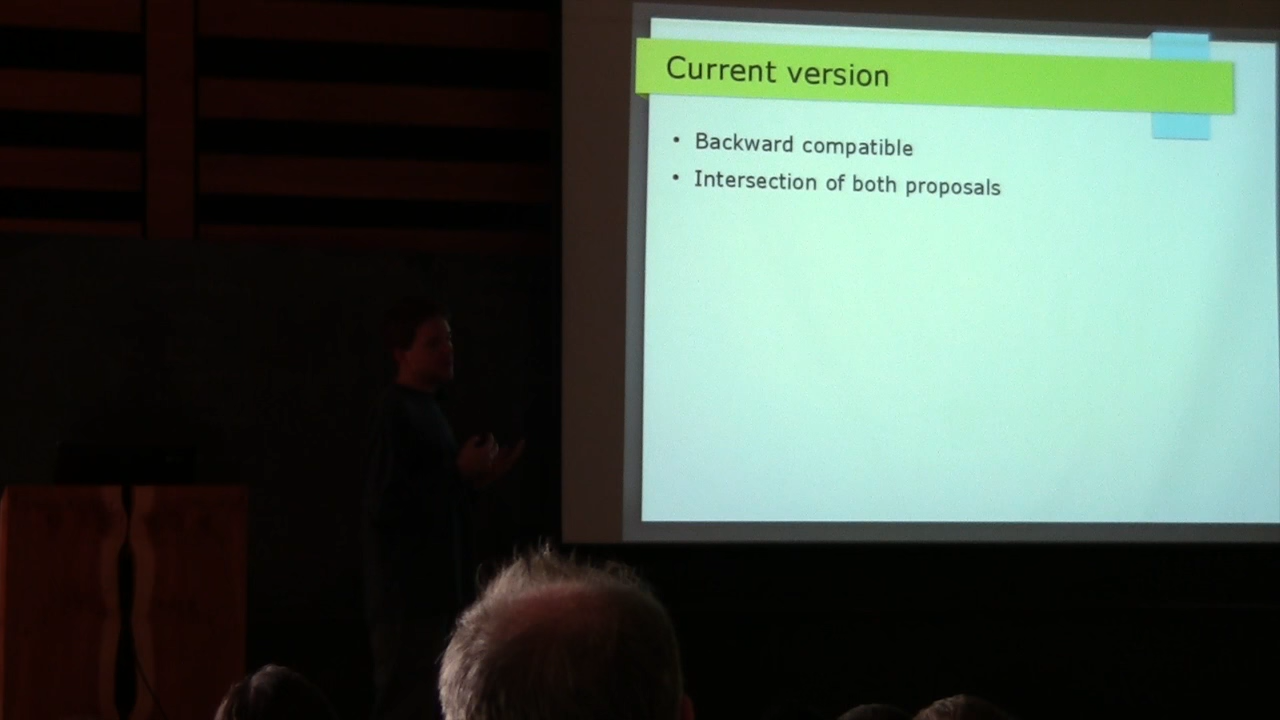 Current version
• Backward compatible
• Intersection of both proposals